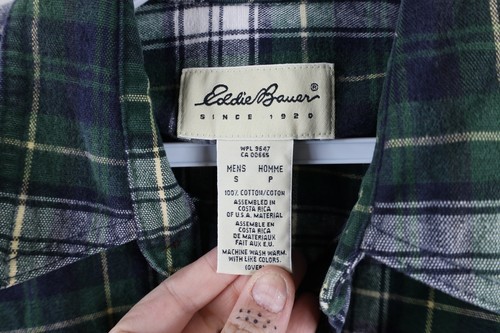 Eddie Bauer®
SINCE 1920
WPL 9647
CA 00665
MENS HOMME
S P
100% COTTON/COTON
ASSEMBLED IN
COSTA RICA
OF U.S.A. MATERIAL
ASSEMBLE EN
COSTA RICA
DE MATERIAUX
FAIT AUX E.U.
MACHINE WASH WARM.
WITH LIKE COLORS.
(OVER)